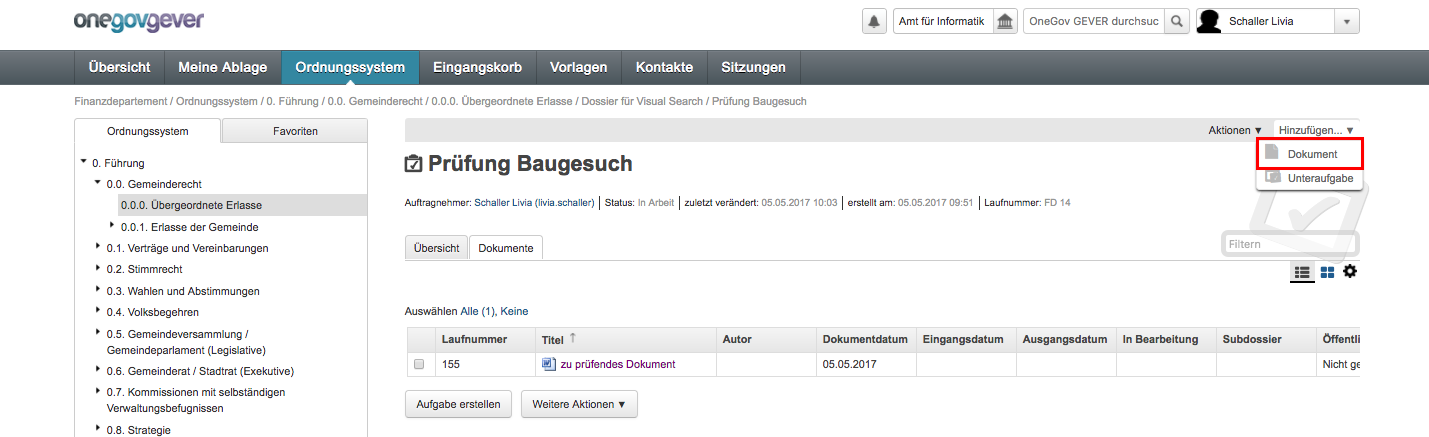 onegovgever
Amt für Informatik
OneGov GEVER durchsuc
Schaller Livia
Übersicht
Meine Ablage
Ordnungssystem
Eingangskorb
Vorlagen
Kontakte
Sitzungen
Finanzdepartement / Ordnungssystem / 0. Führung / 0.0. Gemeinderecht / 0.0.0. Übergeordnete Erlasse / Dossier für Visual Search / Prüfung Baugesuch
Ordnungssystem
Favoriten
0. Führung
0.0. Gemeinderecht
0.0.0. Übergeordnete Erlasse
0.0.1. Erlasse der Gemeinde
0.1. Verträge und Vereinbarungen
0.2. Stimmrecht
0.3. Wahlen und Abstimmungen
0.4. Volksbegehren
0.5. Gemeindeversammlung /
Gemeindeparlament (Legislative)
0.6. Gemeinderat / Stadtrat (Exekutive)
0.7. Kommissionen mit selbständigen
Verwaltungsbefugnissen
0.8. Strategie
Aktionen ▼
Hinzufügen... ▼
Dokument
Unteraufgabe
Prüfung Baugesuch
Auftragnehmer: Schaller Livia (livia.schaller) | Status: In Arbeit | zuletzt verändert: 05.05.2017 10:03 | erstellt am: 05.05.2017 09:51 | Laufnummer: FD 14
Übersicht
Dokumente
Filtern
Auswählen Alle (1), Keine
Laufnummer Titel ↑ Autor Dokumentdatum Eingangsdatum Ausgangsdatum In Bearbeitung Subdossier Öffentli
155 zu prüfendes Dokument 05.05.2017 Nicht ge
Aufgabe erstellen
Weitere Aktionen ▼